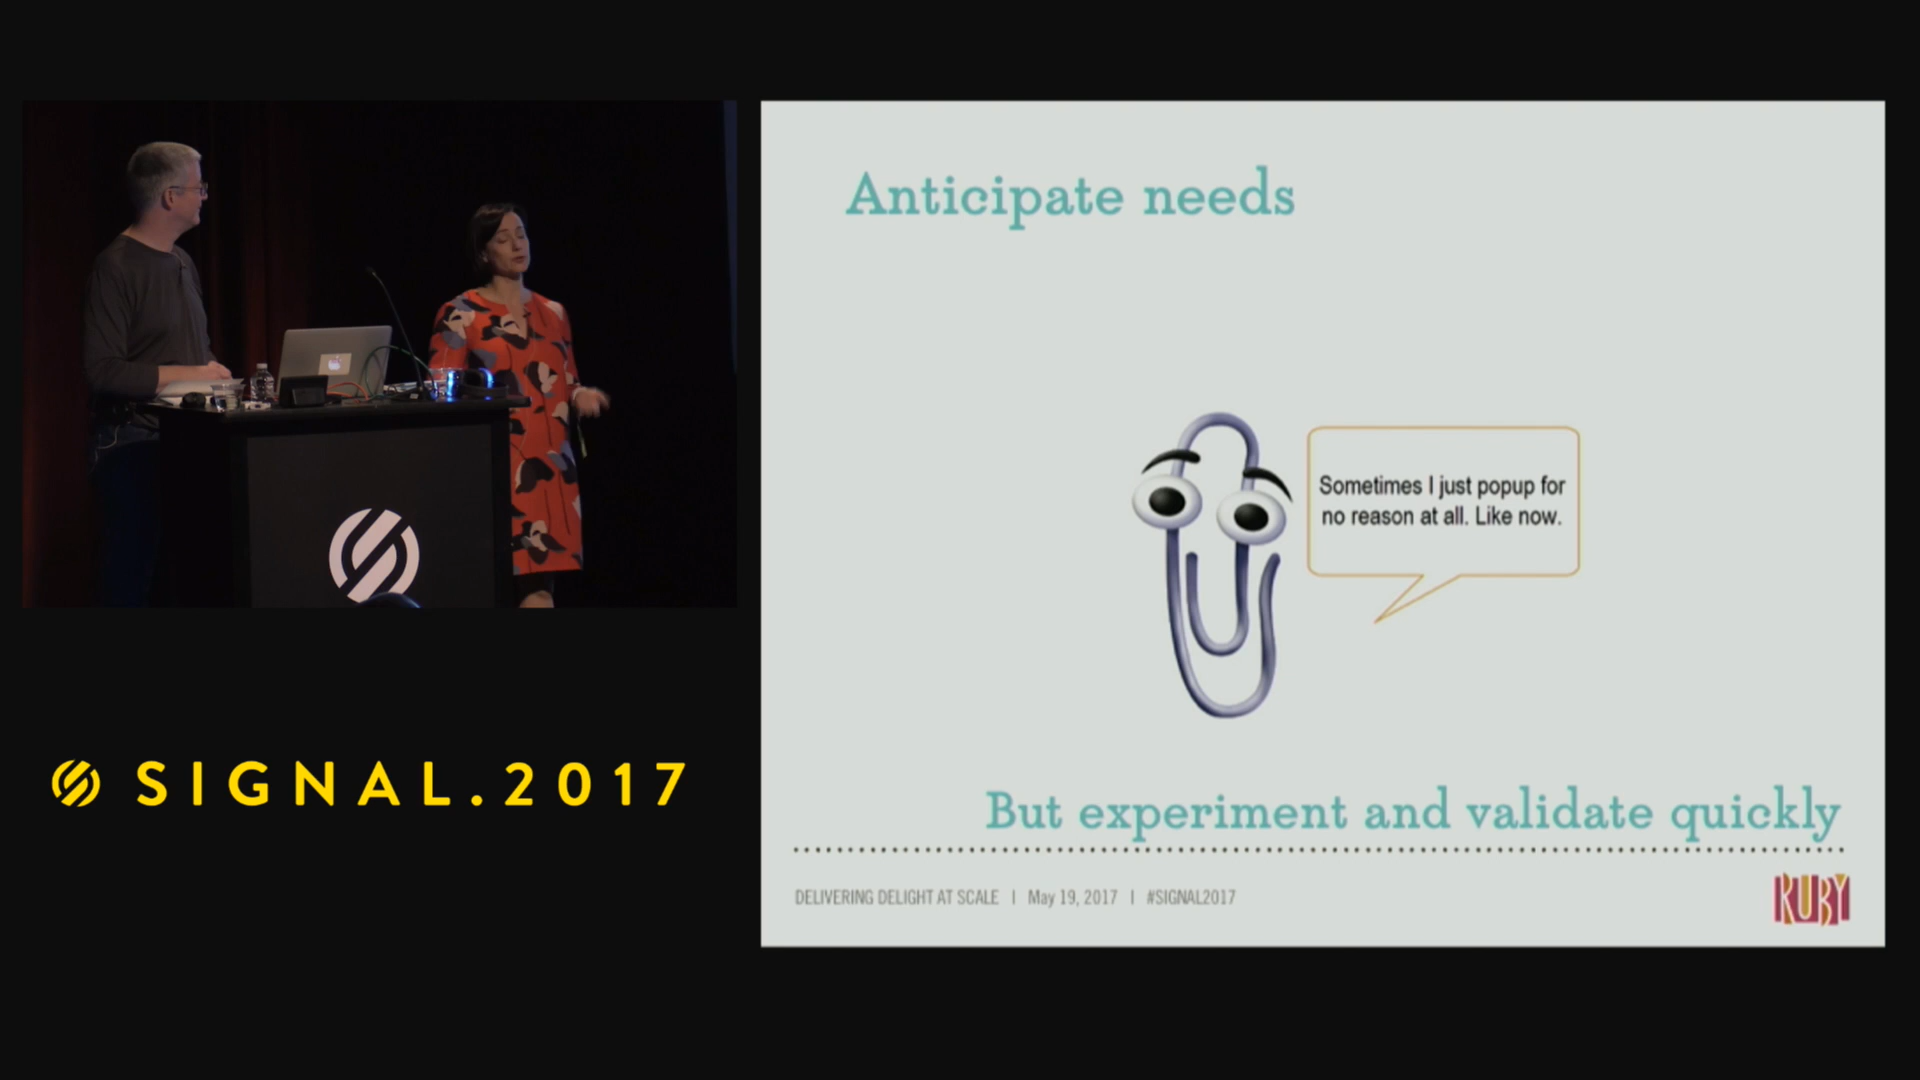 Anticipate needs
Sometimes I just popup for
no reason at all. Like now.
But experiment and validate quickly
DELIVERING DELIGHT AT SCALE | May 19, 2017 | #SIGNAL2017
RUBY
SIGNAL.2017